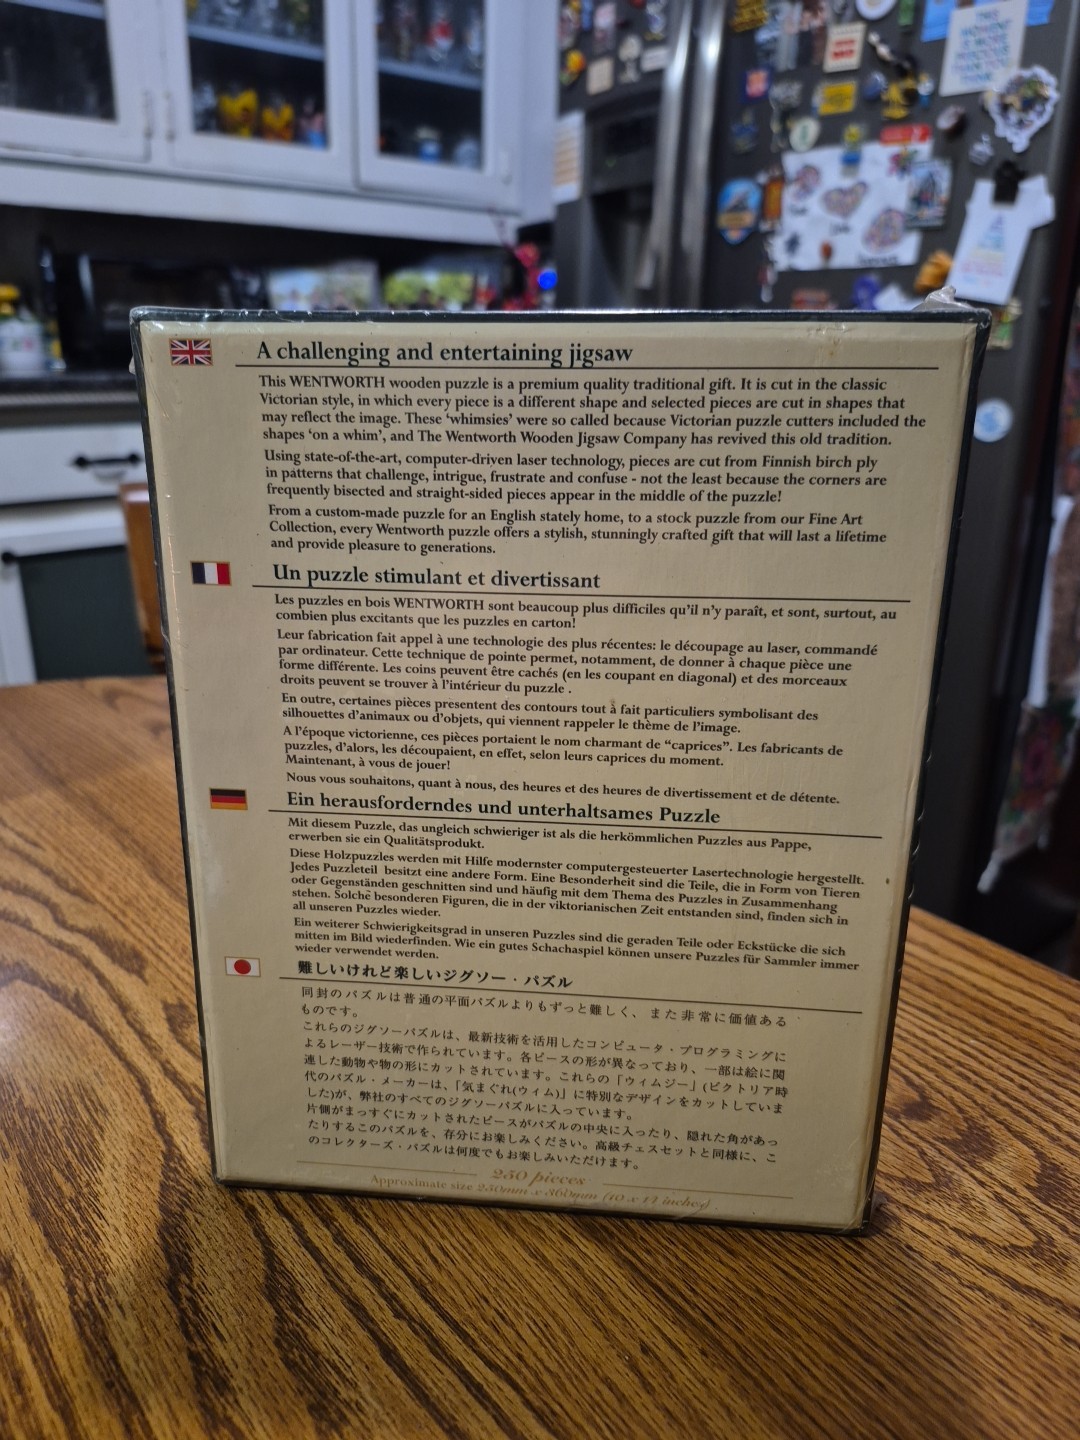 A challenging and entertaining jigsaw
This WENTWORTH wooden puzzle is a premium quality traditional gift. It is cut in the classic
Victorian style, in which every piece is a different shape and selected pieces are cut in shapes that
may reflect the image. These ‘whimsies’ were so called because Victorian puzzle cutters included the
shapes ‘on a whim’, and The Wentworth Wooden Jigsaw Company has revived this old tradition.
Using state-of-the-art, computer-driven laser technology, pieces are cut from Finnish birch ply
in patterns that challenge, intrigue, frustrate and confuse - not the least because the corners are
frequently bisected and straight-sided pieces appear in the middle of the puzzle!
From a custom-made puzzle for an English stately home, to a stock puzzle from our Fine Art
Collection, every Wentworth puzzle offers a stylish, stunningly crafted gift that will last a lifetime
and provide pleasure to generations.
Un puzzle stimulant et divertissant
Les puzzles en bois WENTWORTH sont beaucoup plus difficiles qu’il n’y paraît, et sont, surtout, au
combien plus excitants que les puzzles en carton!
Leur fabrication fait appel à une technologie des plus récentes: le découpage au laser, commandé
par ordinateur. Cette technique de pointe permet, notamment, de donner à chaque pièce une
forme différente. Les coins peuvent être cachés (en les coupant en diagonal) et des morceaux
droits peuvent se trouver à l’intérieur du puzzle .
En outre, certaines pièces presentent des contours tout à fait particuliers symbolisant des
silhouettes d’animaux ou d’objets, qui viennent rappeler le thème de l’image.
A l’époque victorienne, ces pièces portaient le nom charmant de “caprices”. Les fabricants de
puzzles, d’alors, les découpaient, en effet, selon leurs caprices du moment.
Maintenant, à vous de jouer!
Nous vous souhaitons, quant à nous, des heures et des heures de divertissement et de détente.
Ein herausforderndes und unterhaltsames Puzzle
Mit diesem Puzzle, das ungleich schwieriger ist als die herkömmlichen Puzzles aus Pappe,
erwerben sie ein Qualitätsprodukt.
Diese Holzpuzzles werden mit Hilfe modernster computergesteuerter Lasertechnologie hergestellt.
Jedes Puzzleteil besitzt eine andere Form. Eine Besonderheit sind die Teile, die in Form von Tieren
oder Gegenständen geschnitten sind und häufig mit dem Thema des Puzzles in Zusammenhang
stehen. Solche besonderen Figuren, die in der viktorianischen Zeit entstanden sind, finden sich in
all unseren Puzzles wieder.
Ein weiterer Schwierigkeitsgrad in unseren Puzzles sind die geraden Teile oder Eckstücke die sich
mitten im Bild wiederfinden. Wie ein gutes Schachaspiel können unsere Puzzles für Sammler immer
wieder verwendet werden.
難しいけれど楽しいジグソー・パズル
同封のパズルは普通の平面パズルよりもずっと難しく、また非常に価値ある
ものです。
これらのジグソーパズルは、最新技術を活用したコンピュータ・プログラミングに
よるレーザー技術で作られています。各ピースの形が異なっており、一部は絵に関
連した動物や物の形にカットされています。これらの「ウィムジー」(ビクトリア時
代のパズル・メーカーは、「気まぐれ(ウィム)」に特別なデザインをカットしていま
した)が、弊社のすべてのジグソーパズルに入っています。
片側がまっすぐにカットされたピースがパズルの中央に入ったり、隠れた角があっ
たりするこのパズルを、存分にお楽しみください。高級チェスセットと同様に、こ
のコレクターズ・パズルは何度でもお楽しみいただけます。
250 pieces
Approximate size 250mm x 360mm (10 x 14 inches)